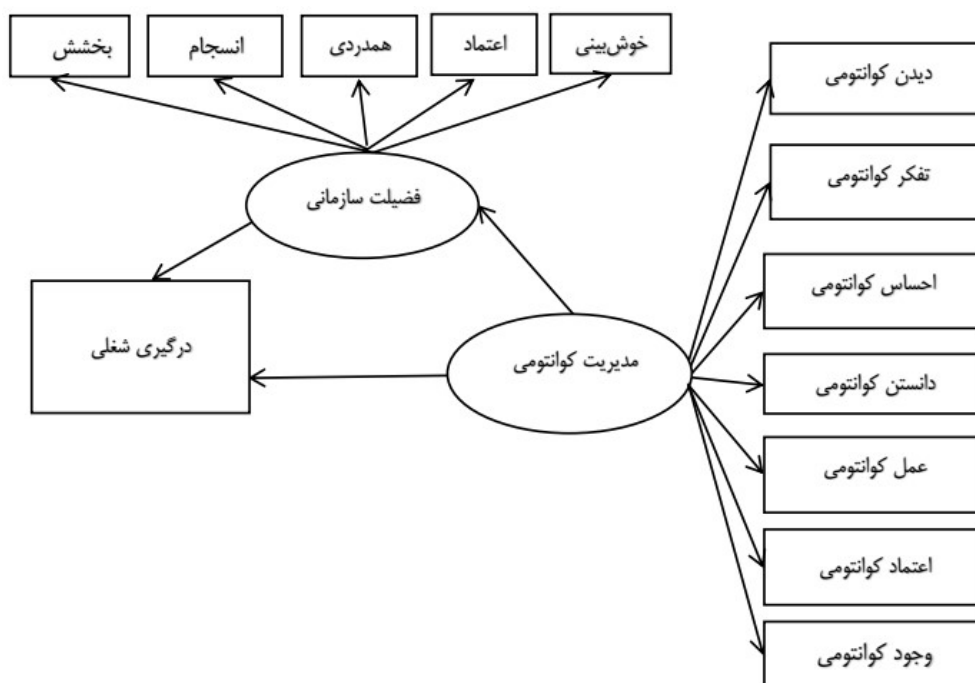 خوش‌بینی
اعتماد
همدردی
انسجام
بخشش
دیدن کوانتومی
تفکر کوانتومی
فضیلت سازمانی
احساس کوانتومی
درگیری شغلی
مدیریت کوانتومی
دانستن کوانتومی
عمل کوانتومی
اعتماد کوانتومی
وجود کوانتومی